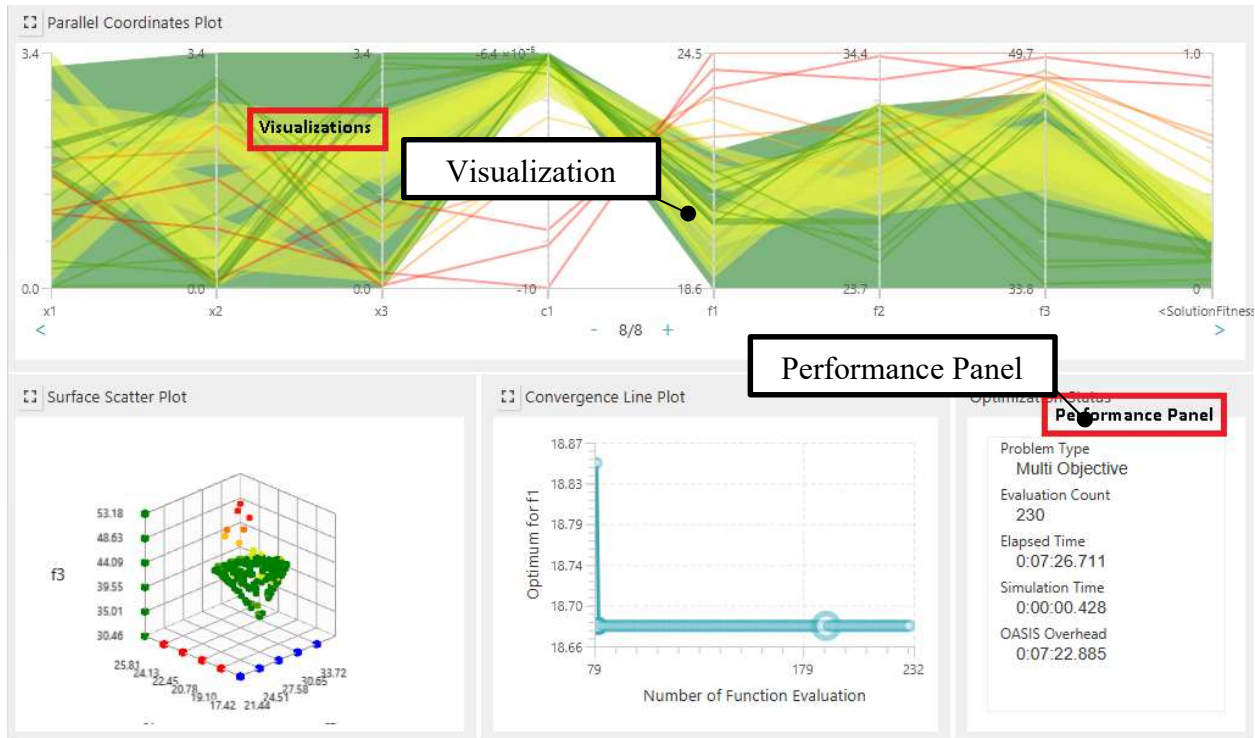 Parallel Coordinates Plot
3.4 3.4 3.4 -6.4 ×10⁻⁵ 24.5 34.4 49.7 1.0
Visualizations
Visualization
0.0 0.0 0.0 -10 18.6 23.7 33.8 0
x1 x2 x3 c1 f1 f2 f3 <SolutionFitness
< - 8/8 + >
Performance Panel
Surface Scatter Plot
53.18
48.63
44.09
f3
39.55
35.01
30.46
25.81 24.13 22.45 20.78 19.10 17.42 21.44 24.51 27.58 30.65 33.72
Convergence Line Plot
18.87
18.83
18.79
18.74
18.70
18.66
Optimum for f1
79 179 232
Number of Function Evaluation
Optimization Status
Performance Panel
Problem Type
Multi Objective
Evaluation Count
230
Elapsed Time
0:07:26.711
Simulation Time
0:00:00.428
OASIS Overhead
0:07:22.885